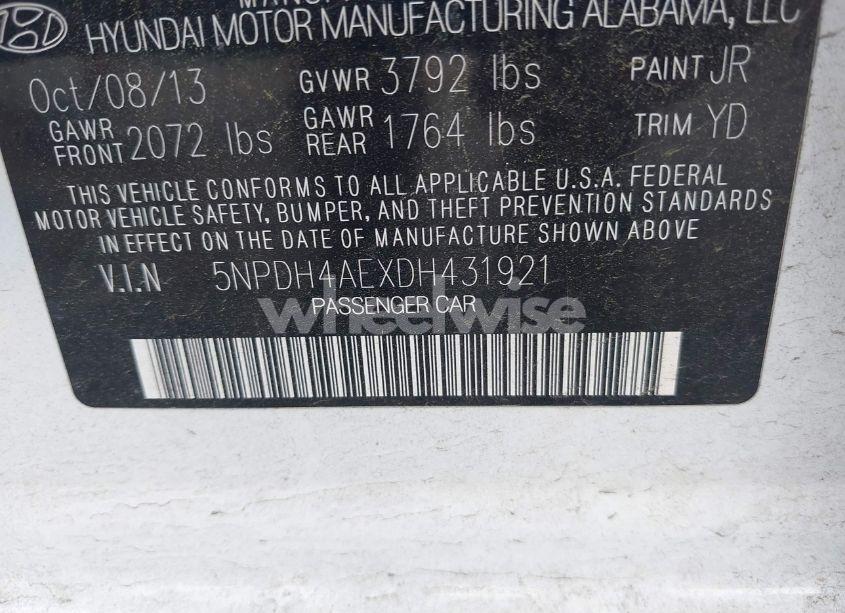 HYUNDAI MOTOR MANUFACTURING ALABAMA, LLC
Oct/08/13 GVWR 3792 lbs PAINT JR
GAWR FRONT 2072 lbs GAWR REAR 1764 lbs TRIM YD
THIS VEHICLE CONFORMS TO ALL APPLICABLE U.S.A. FEDERAL
MOTOR VEHICLE SAFETY, BUMPER, AND THEFT PREVENTION STANDARDS
IN EFFECT ON THE DATE OF MANUFACTURE SHOWN ABOVE
V.I.N 5NPDH4AEXDH431921
PASSENGER CAR
wheelwise